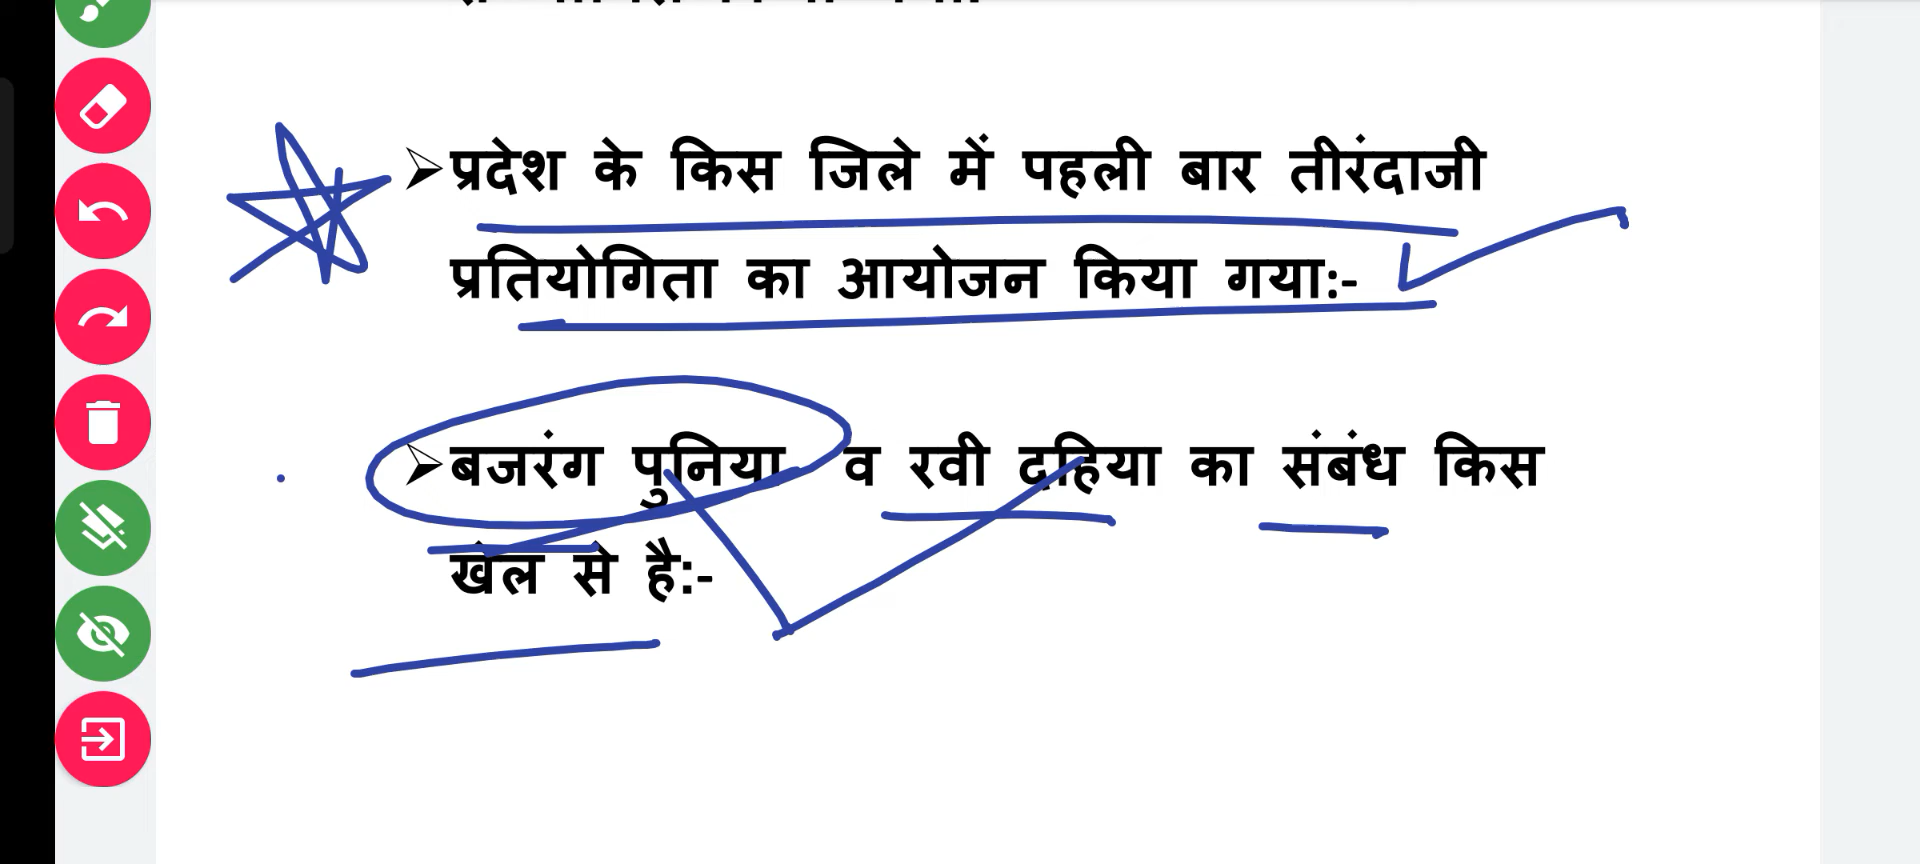 ➢प्रदेश के किस जिले में पहली बार तीरंदाजी
प्रतियोगिता का आयोजन किया गया:-
➢बजरंग पुनिया व रवी दहिया का संबंध किस
खेल से है:-